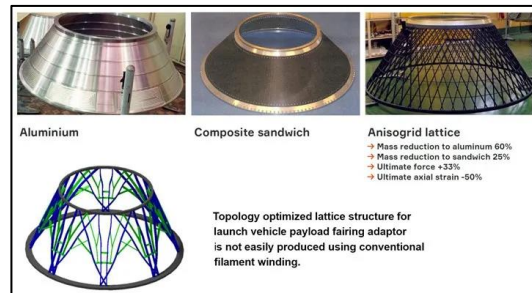 Aluminium
Composite sandwich
Anisogrid lattice
→ Mass reduction to aluminum 60%
→ Mass reduction to sandwich 25%
→ Ultimate force +33%
→ Ultimate axial strain -50%
Topology optimized lattice structure for
launch vehicle payload fairing adaptor
is not easily produced using conventional
filament winding.